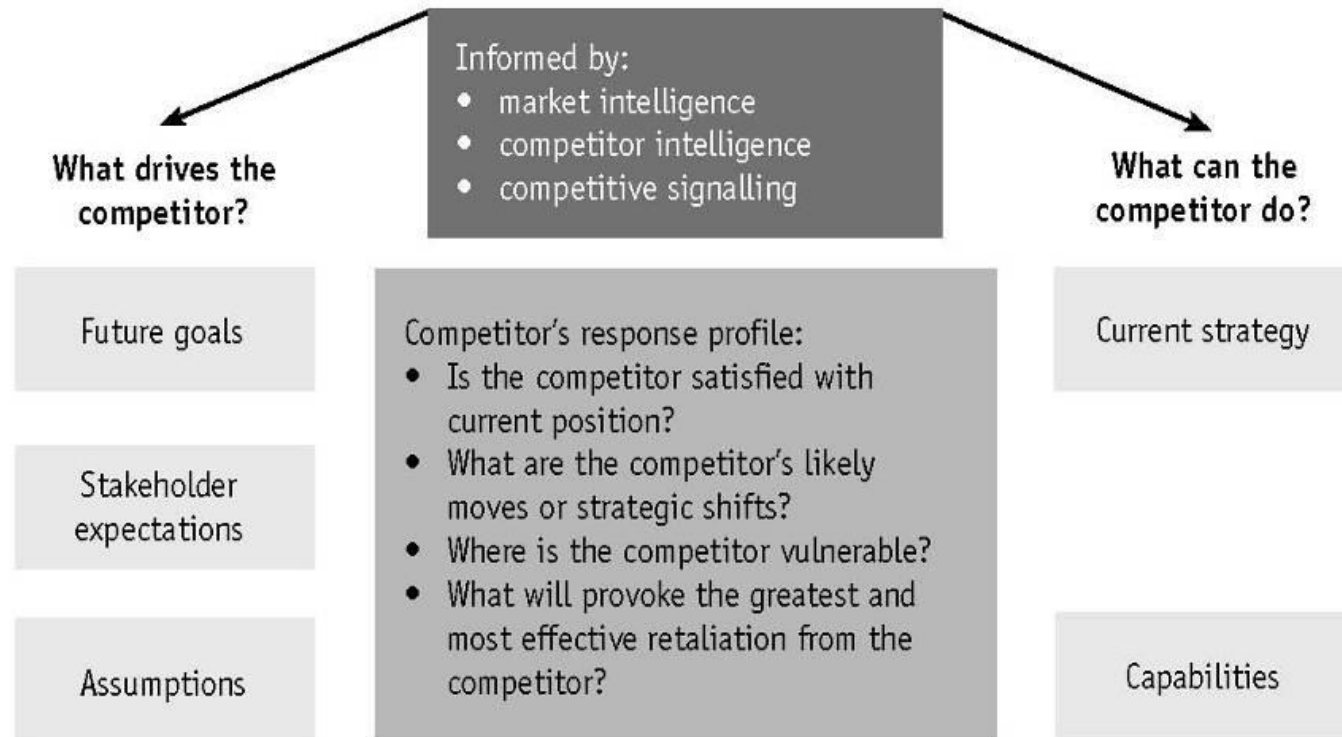 Informed by:
• market intelligence
• competitor intelligence
• competitive signalling
What drives the
competitor?
What can the
competitor do?
Future goals
Stakeholder
expectations
Assumptions
Competitor's response profile:
• Is the competitor satisfied with
current position?
• What are the competitor's likely
moves or strategic shifts?
• Where is the competitor vulnerable?
• What will provoke the greatest and
most effective retaliation from the
competitor?
Current strategy
Capabilities